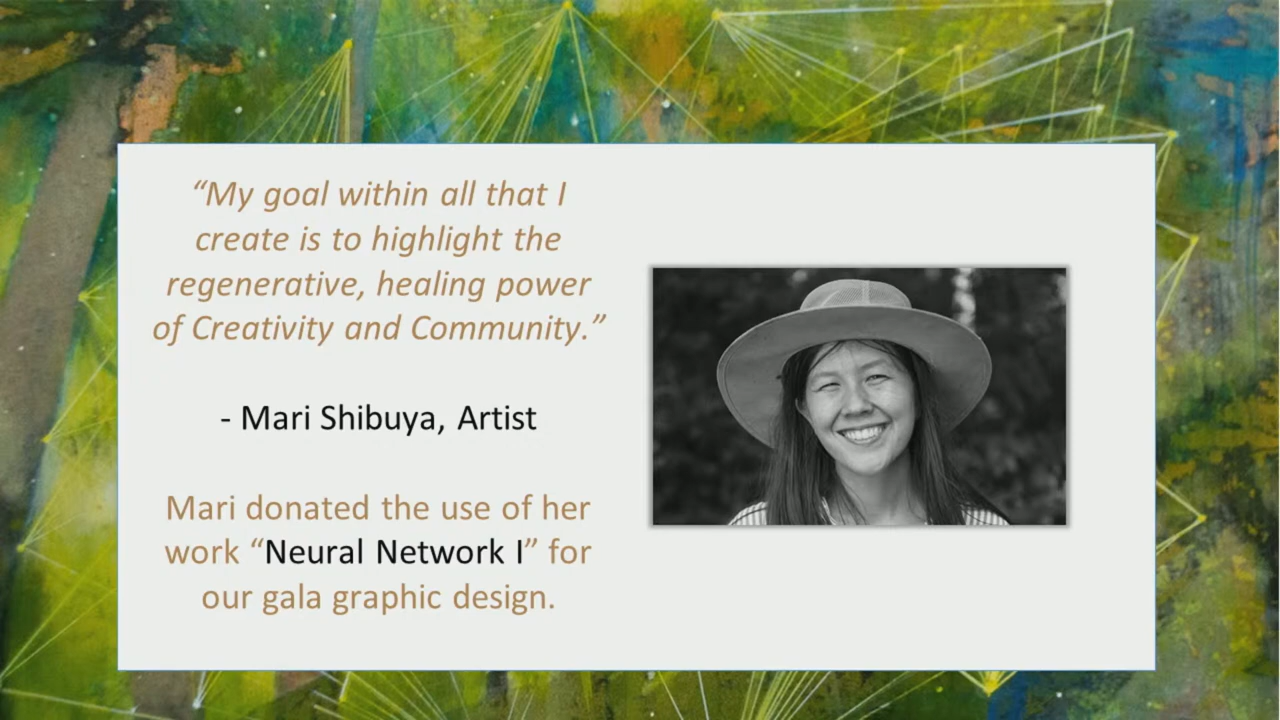 “My goal within all that I
create is to highlight the
regenerative, healing power
of Creativity and Community.”
- Mari Shibuya, Artist
Mari donated the use of her
work “Neural Network I” for
our gala graphic design.